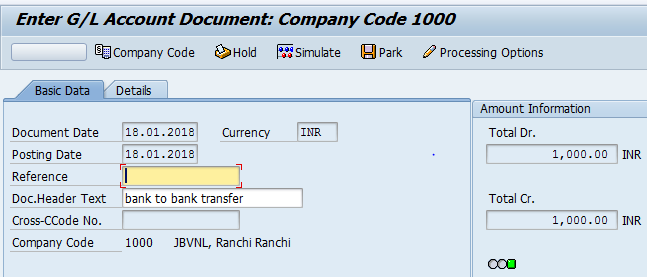 Enter G/L Account Document: Company Code 1000
Company Code Hold Simulate Park Processing Options
Basic Data Details
Amount Information
Document Date 18.01.2018 Currency INR
Total Dr.
Posting Date 18.01.2018
1,000.00 INR
Reference
Doc.Header Text bank to bank transfer
Total Cr.
Cross-CCode No.
1,000.00 INR
Company Code 1000 JBVNL, Ranchi Ranchi